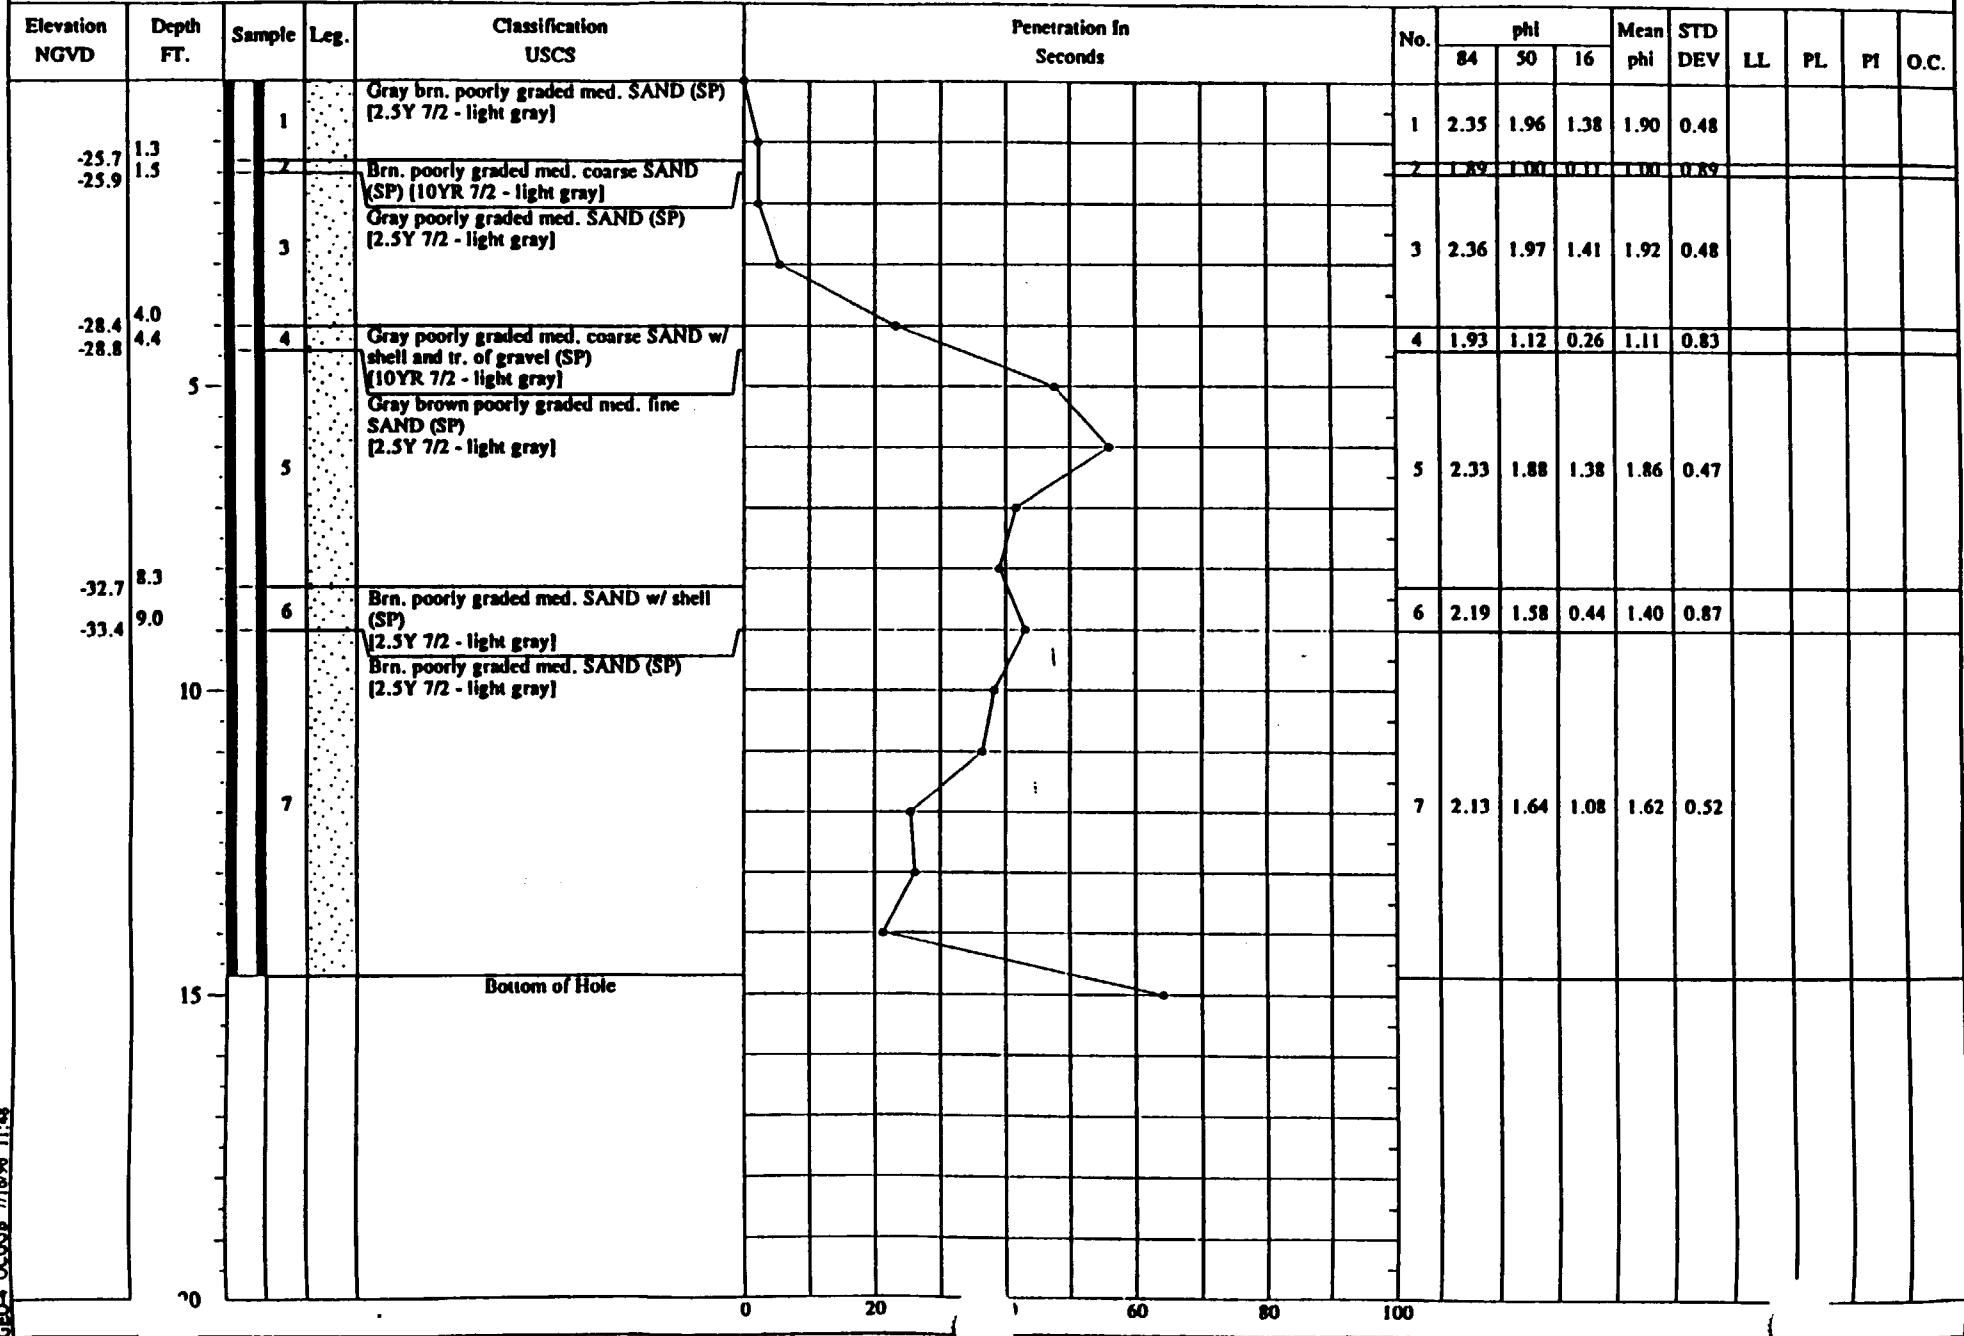 Elevation NGVD Depth FT. Sample Leg. Classification USCS Penetration In Seconds No. phi 84 50 16 Mean phi STD DEV LL PL PI O.C.
Gray brn. poorly graded med. SAND (SP)
[2.5Y 7/2 - light gray]
1
1 2.35 1.96 1.38 1.90 0.48
-25.7 1.3
-25.9 1.5
2
Brn. poorly graded med. coarse SAND
(SP) [10YR 7/2 - light gray]
2 1.89 1.00 0.11 1.00 0.89
Gray poorly graded med. SAND (SP)
[2.5Y 7/2 - light gray]
3
3 2.36 1.97 1.41 1.92 0.48
-28.4 4.0
-28.8 4.4
4
Gray poorly graded med. coarse SAND w/
shell and tr. of gravel (SP)
[10YR 7/2 - light gray]
4 1.93 1.12 0.26 1.11 0.83
5
Gray brown poorly graded med. fine
SAND (SP)
[2.5Y 7/2 - light gray]
5
5 2.33 1.88 1.38 1.86 0.47
-32.7 8.3
-33.4 9.0
6
Brn. poorly graded med. SAND w/ shell
(SP)
[2.5Y 7/2 - light gray]
6 2.19 1.58 0.44 1.40 0.87
Brn. poorly graded med. SAND (SP)
[2.5Y 7/2 - light gray]
10
7
7 2.13 1.64 1.08 1.62 0.52
Bottom of Hole
15
0 20 60 80 100